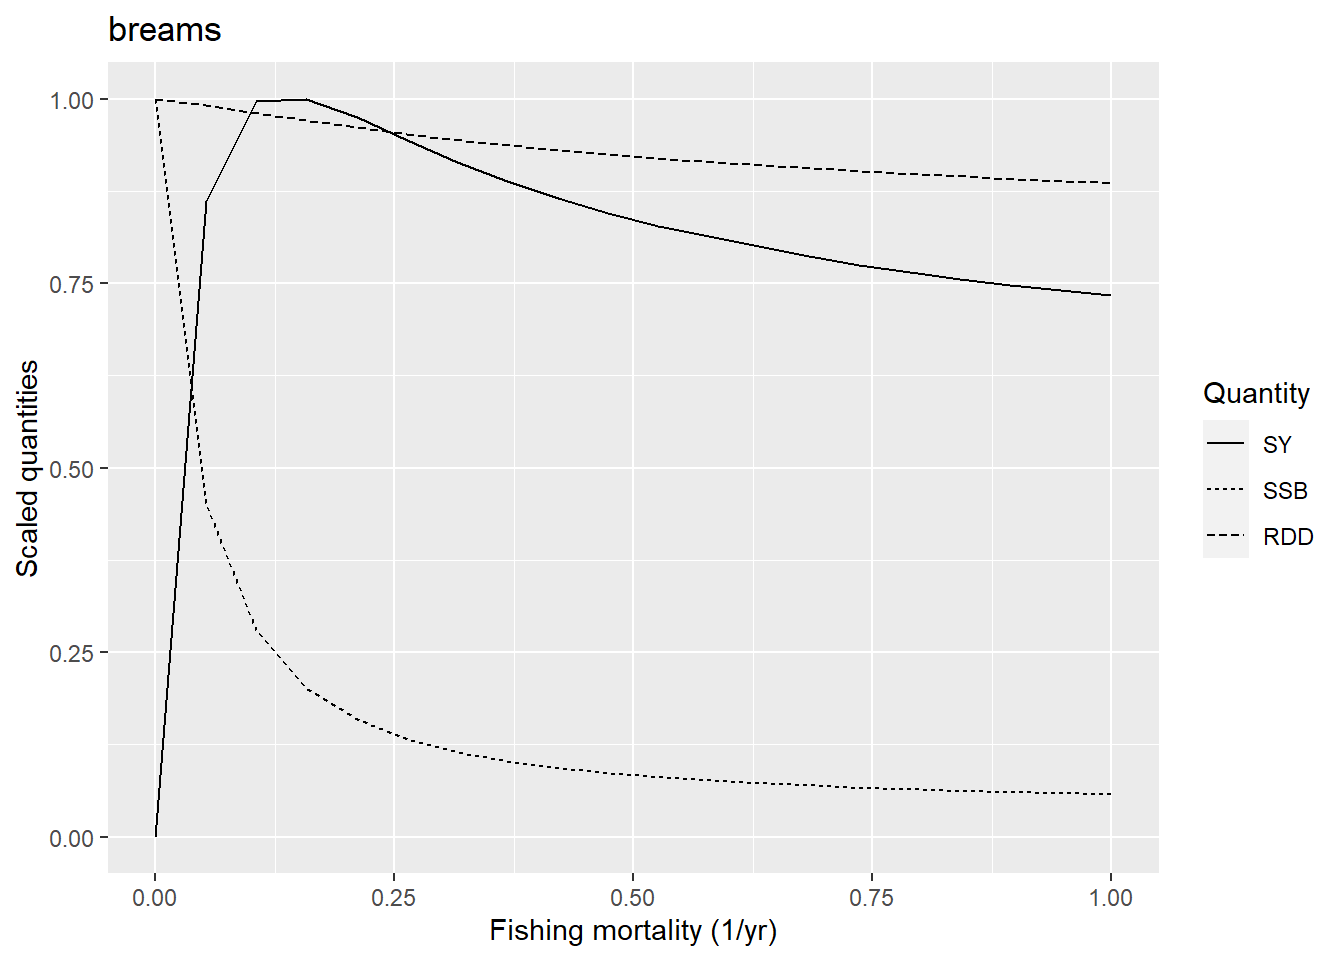 breams
Scaled quantities
1.00
0.75
0.50
0.25
0.00
0.00 0.25 0.50 0.75 1.00
Fishing mortality (1/yr)
Quantity
SY
SSB
RDD